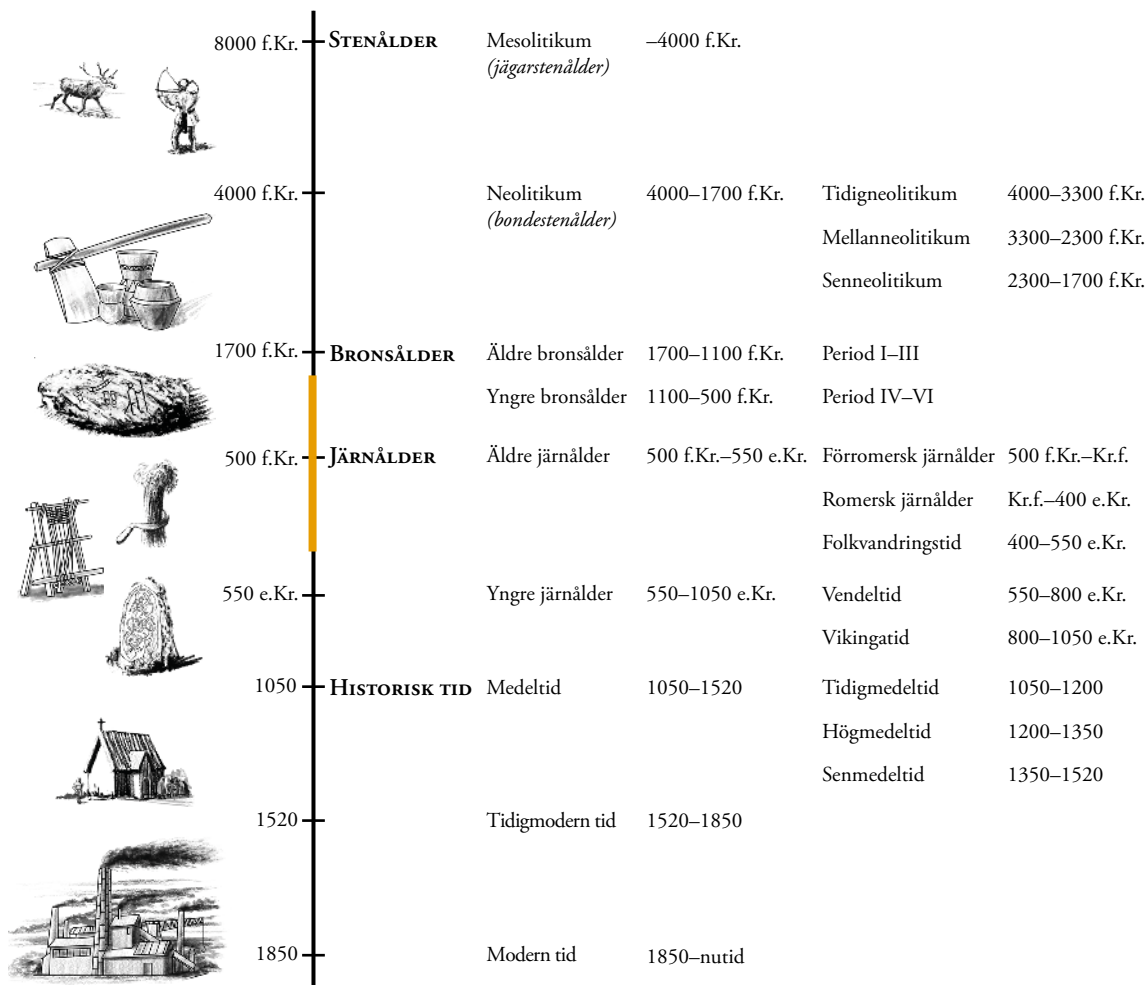 8000 f.Kr. STENÅLDER Mesolitikum –4000 f.Kr.
(jägarstenålder)
4000 f.Kr. Neolitikum 4000–1700 f.Kr. Tidigneolitikum 4000–3300 f.Kr.
(bondestenålder)
Mellanneolitikum 3300–2300 f.Kr.
Senneolitikum 2300–1700 f.Kr.
1700 f.Kr. BRONSÅLDER Äldre bronsålder 1700–1100 f.Kr. Period I–III
Yngre bronsålder 1100–500 f.Kr. Period IV–VI
500 f.Kr. JÄRNÅLDER Äldre järnålder 500 f.Kr.–550 e.Kr. Förromersk järnålder 500 f.Kr.–Kr.f.
Romersk järnålder Kr.f.–400 e.Kr.
Folkvandringstid 400–550 e.Kr.
550 e.Kr. Yngre järnålder 550–1050 e.Kr. Vendeltid 550–800 e.Kr.
Vikingatid 800–1050 e.Kr.
1050 HISTORISK TID Medeltid 1050–1520 Tidigmedeltid 1050–1200
Högmedeltid 1200–1350
Senmedeltid 1350–1520
1520 Tidigmodern tid 1520–1850
1850 Modern tid 1850–nutid